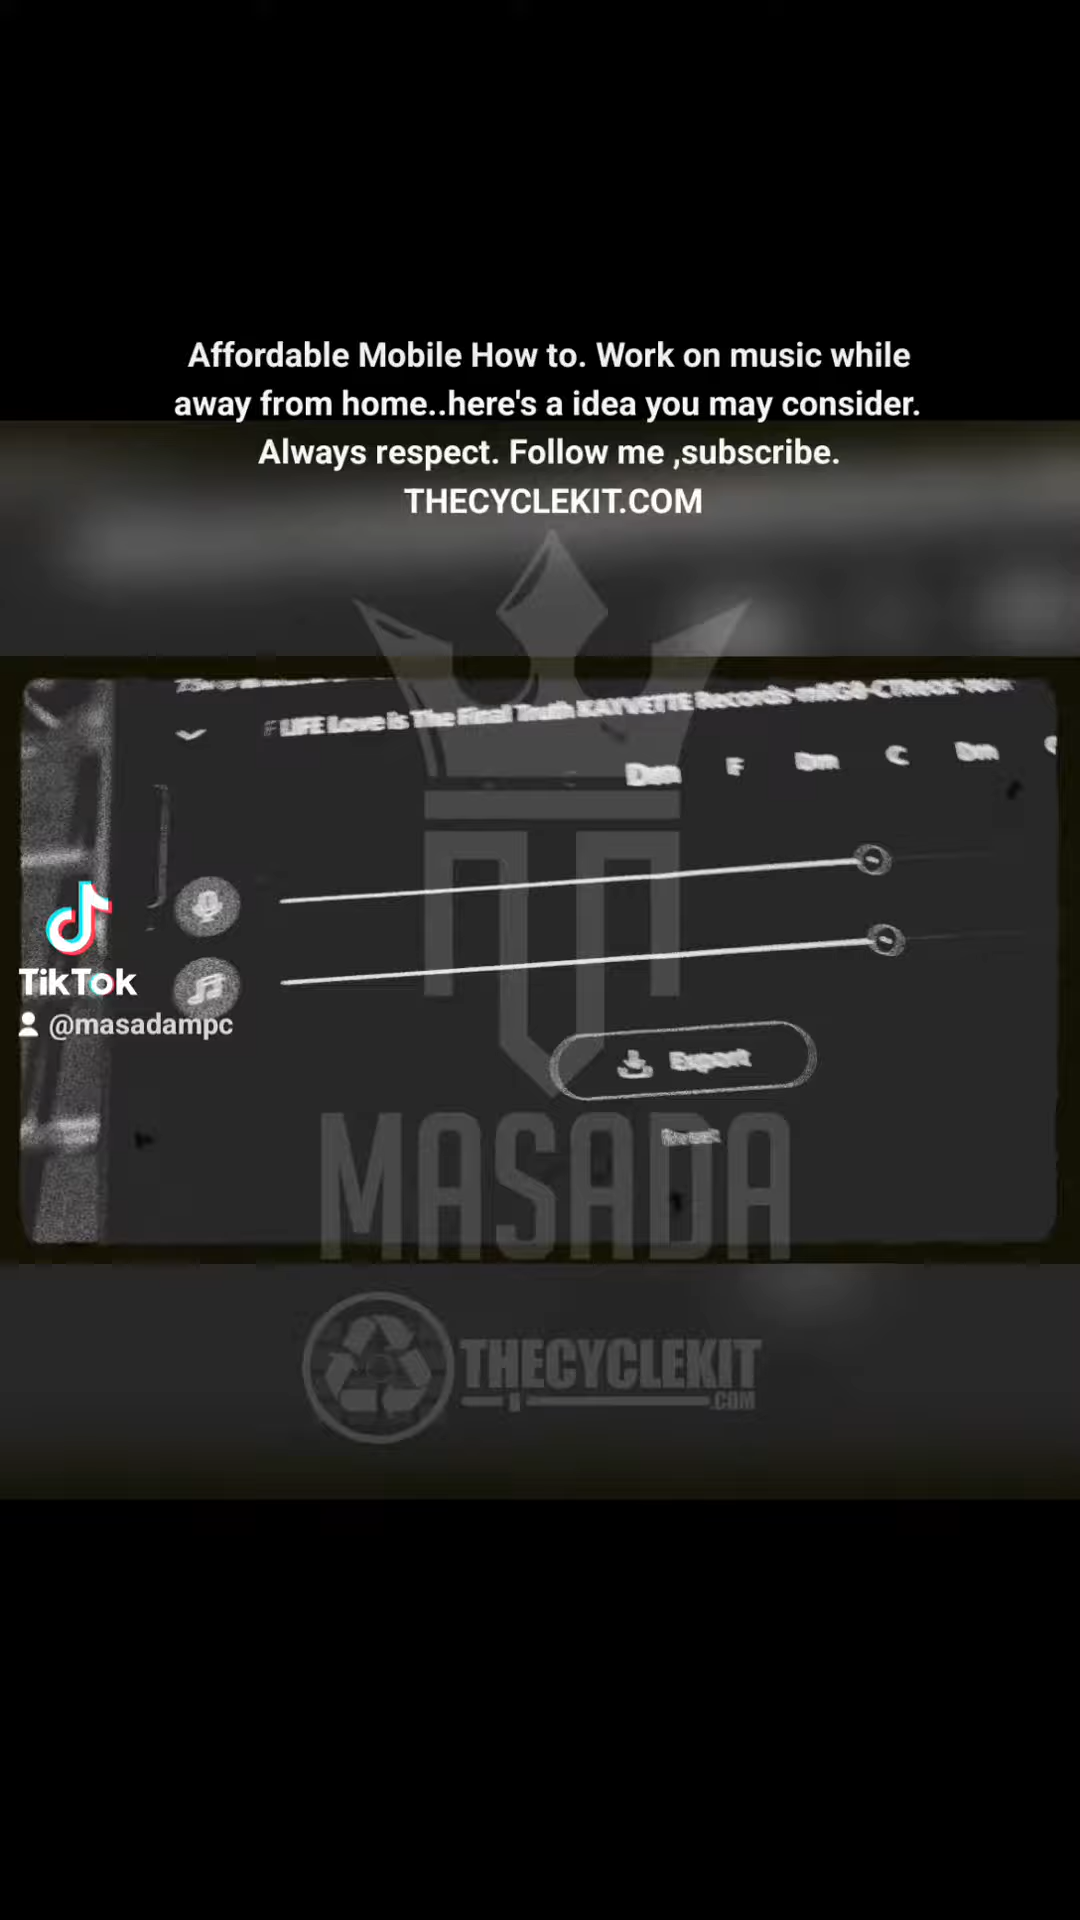 Affordable Mobile How to. Work on music while
away from home..here's a idea you may consider.
Always respect. Follow me ,subscribe.
THECYCLEKIT.COM
F LIFE Love is The Final Truth KAYVETTE Records
Dm F Dm C Dm
TikTok
@masadampc
Export
MASADA
THECYCLEKIT
.COM